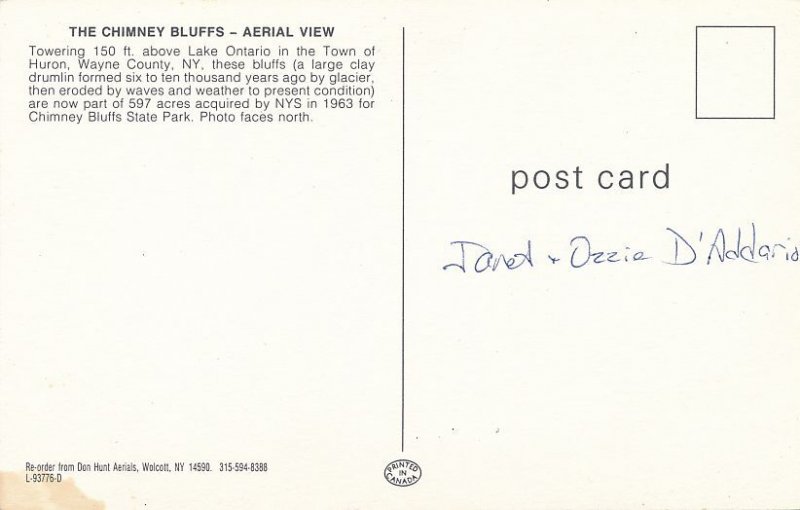 THE CHIMNEY BLUFFS – AERIAL VIEW
Towering 150 ft. above Lake Ontario in the Town of
Huron, Wayne County, NY, these bluffs (a large clay
drumlin formed six to ten thousand years ago by glacier,
then eroded by waves and weather to present condition)
are now part of 597 acres acquired by NYS in 1963 for
Chimney Bluffs State Park. Photo faces north.
post card
Janet + Ozzie D'Addario
Re-order from Don Hunt Aerials, Wolcott, NY 14590. 315-594-8388
L-93776-D
PRINTED
IN
CANADA